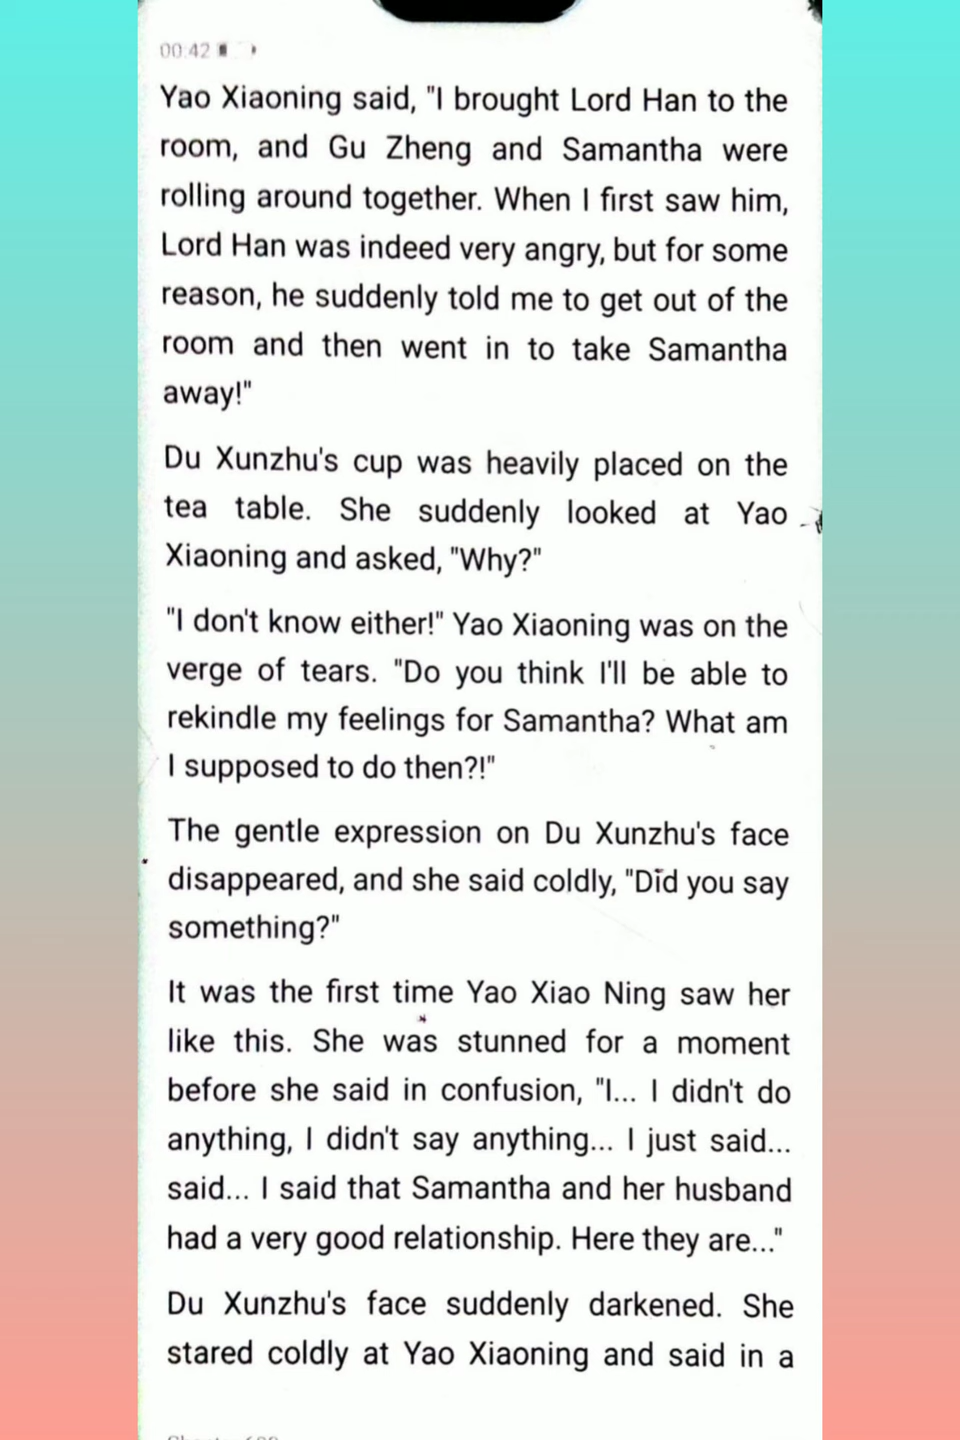 00:42
Yao Xiaoning said, "I brought Lord Han to the
room, and Gu Zheng and Samantha were
rolling around together. When I first saw him,
Lord Han was indeed very angry, but for some
reason, he suddenly told me to get out of the
room and then went in to take Samantha
away!"
Du Xunzhu's cup was heavily placed on the
tea table. She suddenly looked at Yao
Xiaoning and asked, "Why?"
"I don't know either!" Yao Xiaoning was on the
verge of tears. "Do you think I'll be able to
rekindle my feelings for Samantha? What am
I supposed to do then?!"
The gentle expression on Du Xunzhu's face
disappeared, and she said coldly, "Did you say
something?"
It was the first time Yao Xiao Ning saw her
like this. She was stunned for a moment
before she said in confusion, "I... I didn't do
anything, I didn't say anything... I just said...
said... I said that Samantha and her husband
had a very good relationship. Here they are..."
Du Xunzhu's face suddenly darkened. She
stared coldly at Yao Xiaoning and said in a